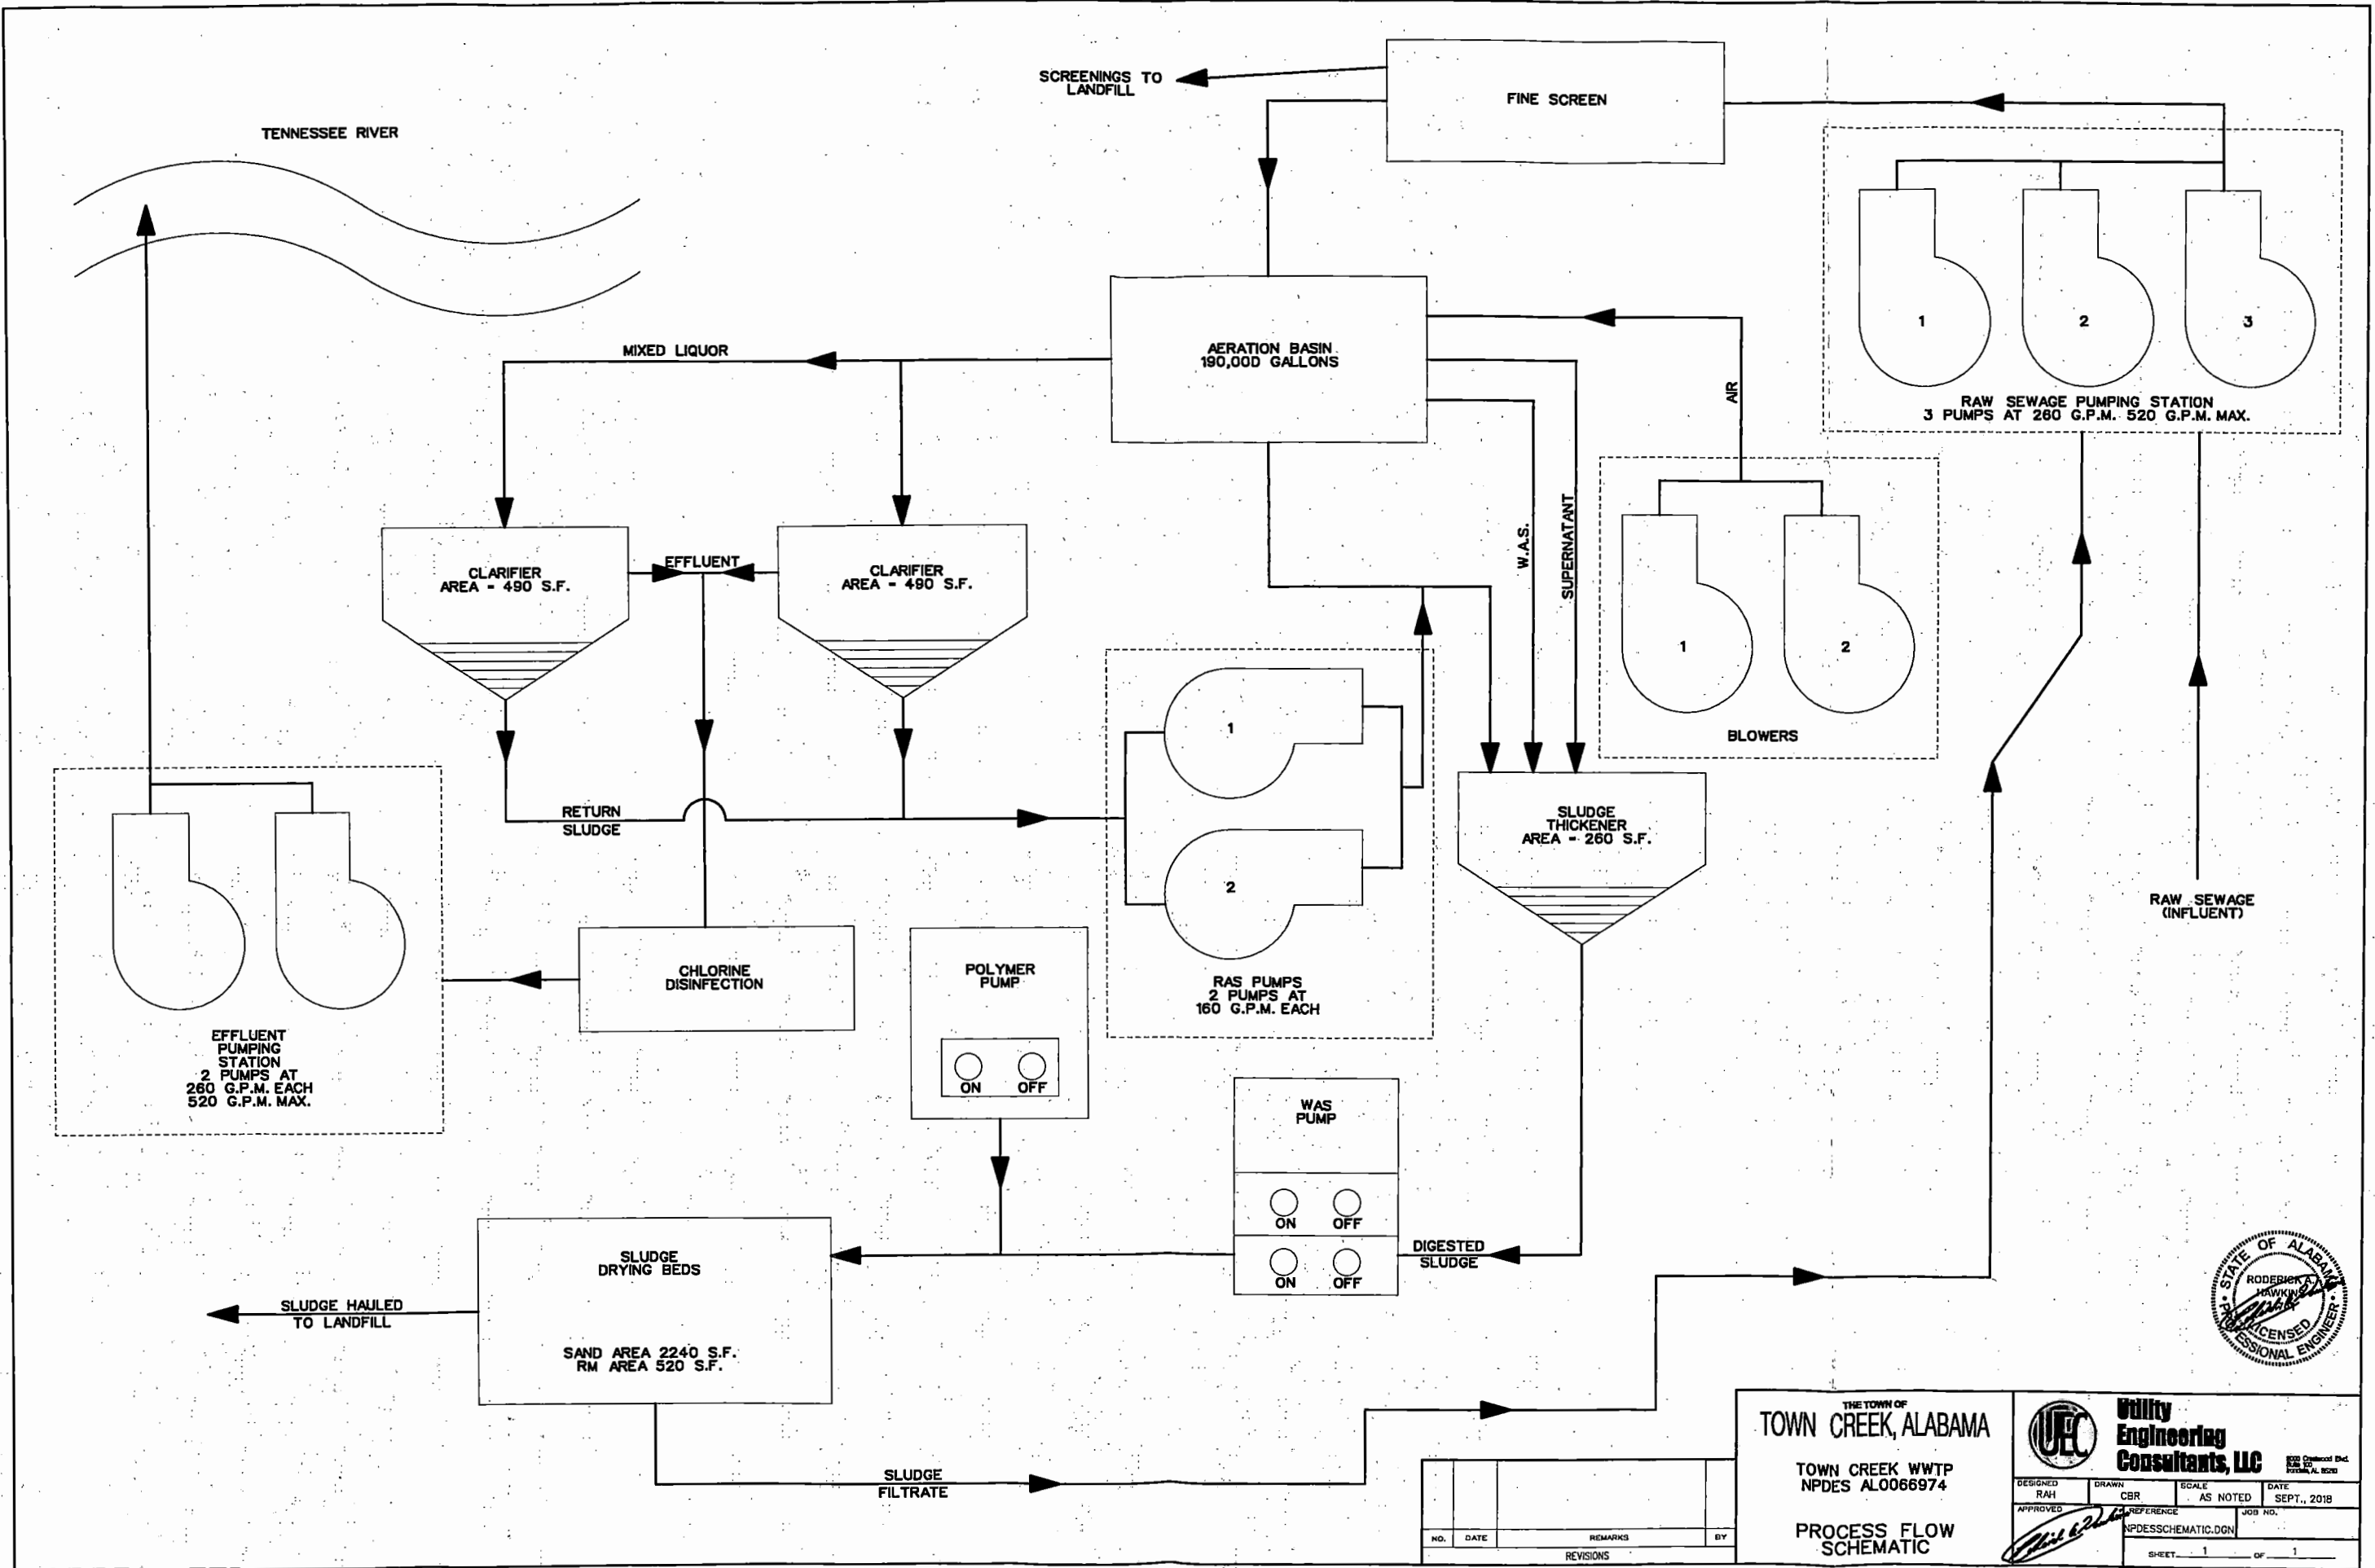 SCREENINGS TO
LANDFILL
FINE SCREEN
TENNESSEE RIVER
1
2
3
RAW SEWAGE PUMPING STATION
3 PUMPS AT 260 G.P.M. 520 G.P.M. MAX.
AERATION BASIN
190,000 GALLONS
MIXED LIQUOR
AIR
W.A.S.
SUPERNATANT
CLARIFIER
AREA = 490 S.F.
EFFLUENT
CLARIFIER
AREA = 490 S.F.
1
2
BLOWERS
RETURN
SLUDGE
1
2
RAS PUMPS
2 PUMPS AT
160 G.P.M. EACH
SLUDGE
THICKENER
AREA = 260 S.F.
RAW SEWAGE
(INFLUENT)
CHLORINE
DISINFECTION
POLYMER
PUMP
ON OFF
EFFLUENT
PUMPING
STATION
2 PUMPS AT
260 G.P.M. EACH
520 G.P.M. MAX.
WAS
PUMP
ON OFF
ON OFF
DIGESTED
SLUDGE
SLUDGE
DRYING BEDS
SAND AREA 2240 S.F.
RM AREA 520 S.F.
SLUDGE HAULED
TO LANDFILL
SLUDGE
FILTRATE
STATE OF ALABAMA
RODERICK A.
HAWKINS
LICENSED
PROFESSIONAL ENGINEER
NO. DATE REMARKS BY
REVISIONS
THE TOWN OF
TOWN CREEK, ALABAMA
TOWN CREEK WWTP
NPDES AL0066974
PROCESS FLOW
SCHEMATIC
UEC
Utility
Engineering
Consultants, LLC
DESIGNED
RAH
DRAWN
CBR
SCALE
AS NOTED
DATE
SEPT., 2018
APPROVED
REFERENCE
NPDESSCHEMATIC.DGN
JOB NO.
SHEET 1 OF 1